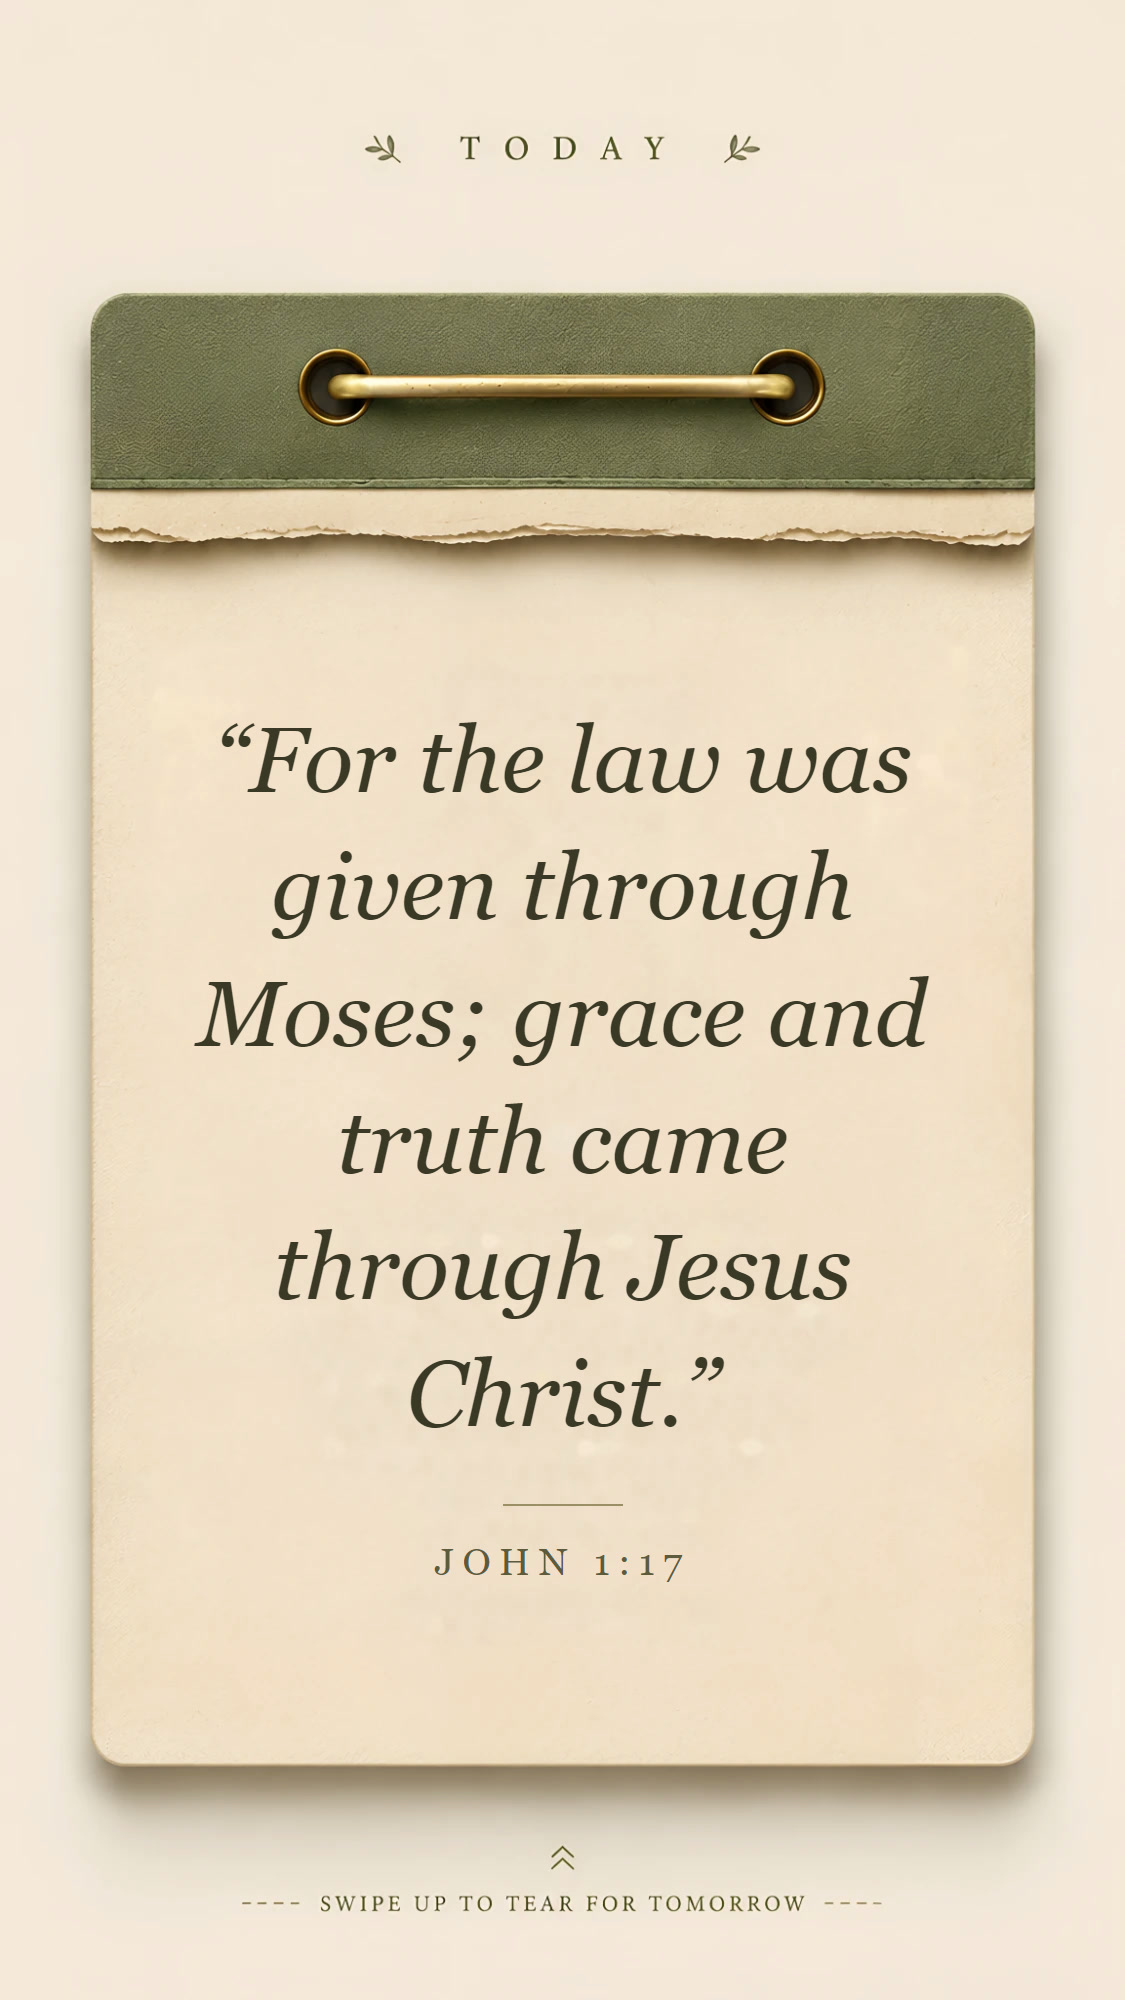 TODAY
“For the law was
given through
Moses; grace and
truth came
through Jesus
Christ.”
JOHN 1:17
SWIPE UP TO TEAR FOR TOMORROW